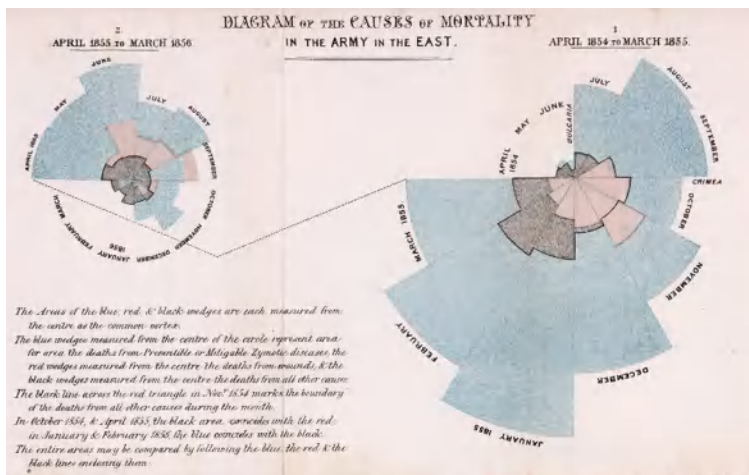 DIAGRAM OF THE CAUSES OF MORTALITY
IN THE ARMY IN THE EAST.
2.
APRIL 1855 TO MARCH 1856.
1.
APRIL 1854 TO MARCH 1855.
APRIL 1855
MAY
JUNE
JULY
AUGUST
SEPTEMBER
OCTOBER
NOVEMBER
DECEMBER
JANUARY
1856
FEBRUARY
MARCH
APRIL
1854
MAY
JUNE
JULY
AUGUST
SEPTEMBER
OCTOBER
NOVEMBER
DECEMBER
JANUARY 1855
FEBRUARY
MARCH 1855
BULGARIA
CRIMEA
The Areas of the blue, red, & black wedges are each measured from
the centre as the common vertex.
The blue wedges measured from the centre of the circle represent area
for area the deaths from Preventible or Mitigable Zymotic diseases, the
red wedges measured from the centre the deaths from wounds, & the
black wedges measured from the centre the deaths from all other causes.
The black line across the red triangle in Nov.r 1854 marks the boundary
of the deaths from all other causes during the month.
In October 1854, & April 1855, the black area coincides with the red,
in January & February 1856, the blue coincides with the black.
The entire areas may be compared by following the blue, the red & the
black lines enclosing them.